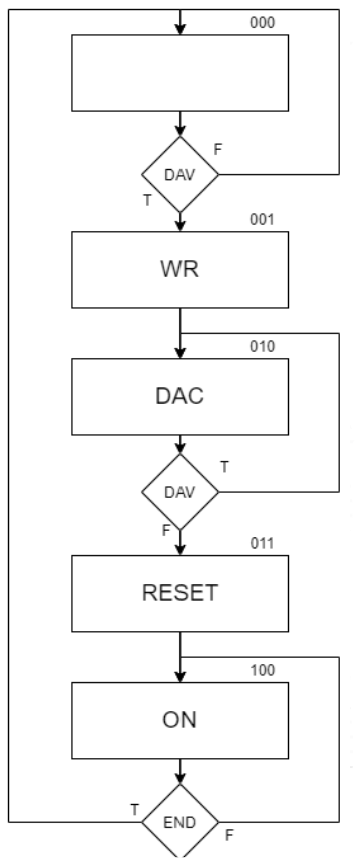 000
F
DAV
T
001
WR
010
DAC
T
DAV
F
011
RESET
100
ON
T
END
F